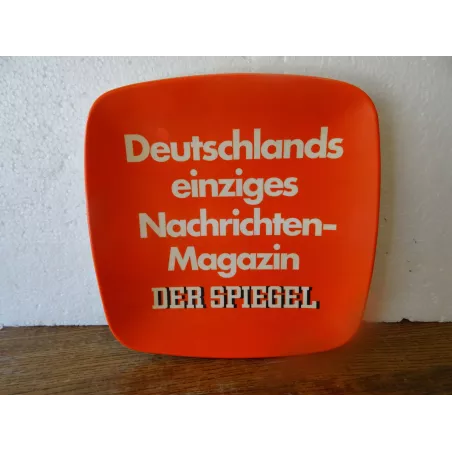 Deutschlands
einziges
Nachrichten-
Magazin
DER SPIEGEL